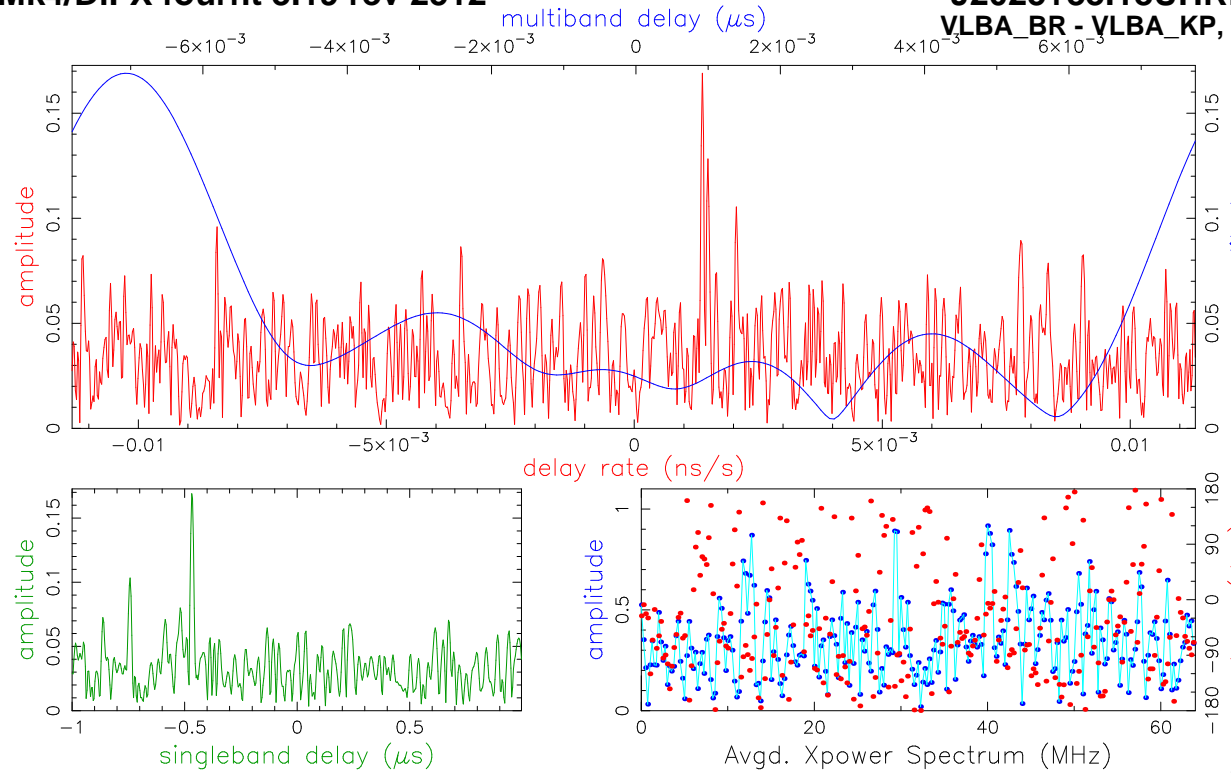 VLBA_BR - VLBA_KP,
multiband delay (μs)
−6×10⁻³ −4×10⁻³ −2×10⁻³ 0 2×10⁻³ 4×10⁻³ 6×10⁻³
amplitude
0 0.05 0.1 0.15
0 0.05 0.1 0.15
−0.01 −5×10⁻³ 0 5×10⁻³ 0.01
delay rate (ns/s)
amplitude
0 0.05 0.1 0.15
−1 −0.5 0 0.5
singleband delay (μs)
amplitude
0 0.5 1
0 20 40 60
−180 −90 0 90 180
Avgd. Xpower Spectrum (MHz)